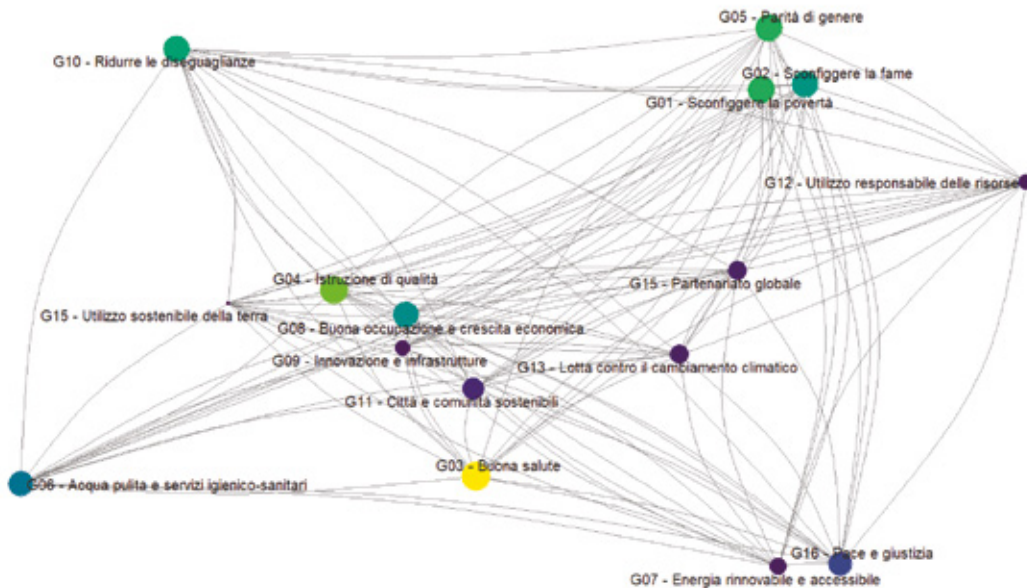 G05 - Parità di genere
G10 - Ridurre le diseguaglianze
G02 - Sconfiggere la fame
G01 - Sconfiggere la povertà
G12 - Utilizzo responsabile delle risorse
G04 - Istruzione di qualità
G15 - Partenariato globale
G15 - Utilizzo sostenibile della terra
G08 - Buona occupazione e crescita economica
G09 - Innovazione e infrastrutture
G13 - Lotta contro il cambiamento climatico
G11 - Città e comunità sostenibili
G03 - Buona salute
G06 - Acqua pulita e servizi igienico-sanitari
G16 - Pace e giustizia
G07 - Energia rinnovabile e accessibile